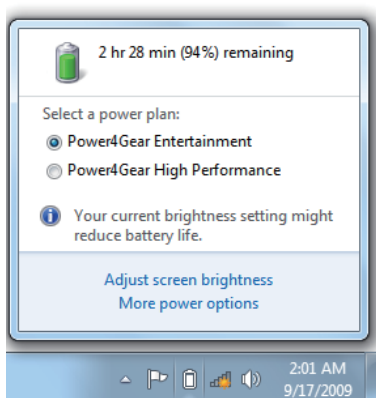 2 hr 28 min (94%) remaining
Select a power plan:
Power4Gear Entertainment
Power4Gear High Performance
Your current brightness setting might
reduce battery life.
Adjust screen brightness
More power options
2:01 AM
9/17/2009